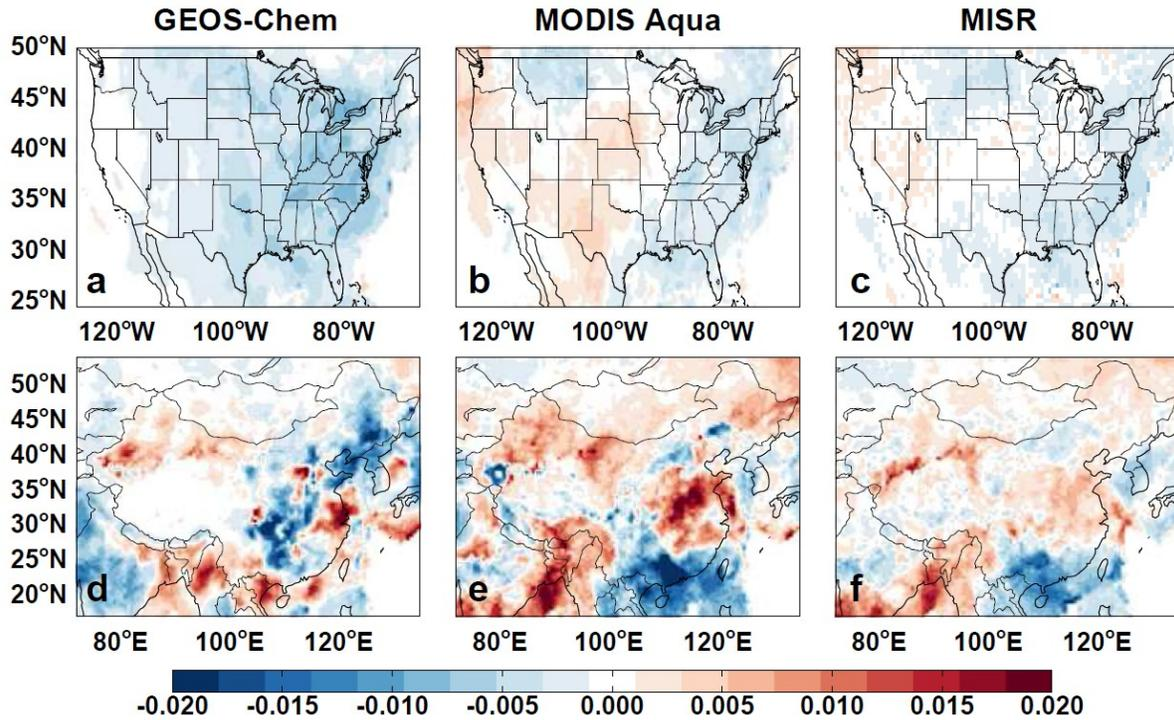 GEOS-Chem MODIS Aqua MISR
50°N
45°N
40°N
35°N
30°N
25°N
a b c
120°W 100°W 80°W 120°W 100°W 80°W 120°W 100°W 80°W
50°N
45°N
40°N
35°N
30°N
25°N
20°N
d e f
80°E 100°E 120°E 80°E 100°E 120°E 80°E 100°E 120°E
-0.020 -0.015 -0.010 -0.005 0.000 0.005 0.010 0.015 0.020